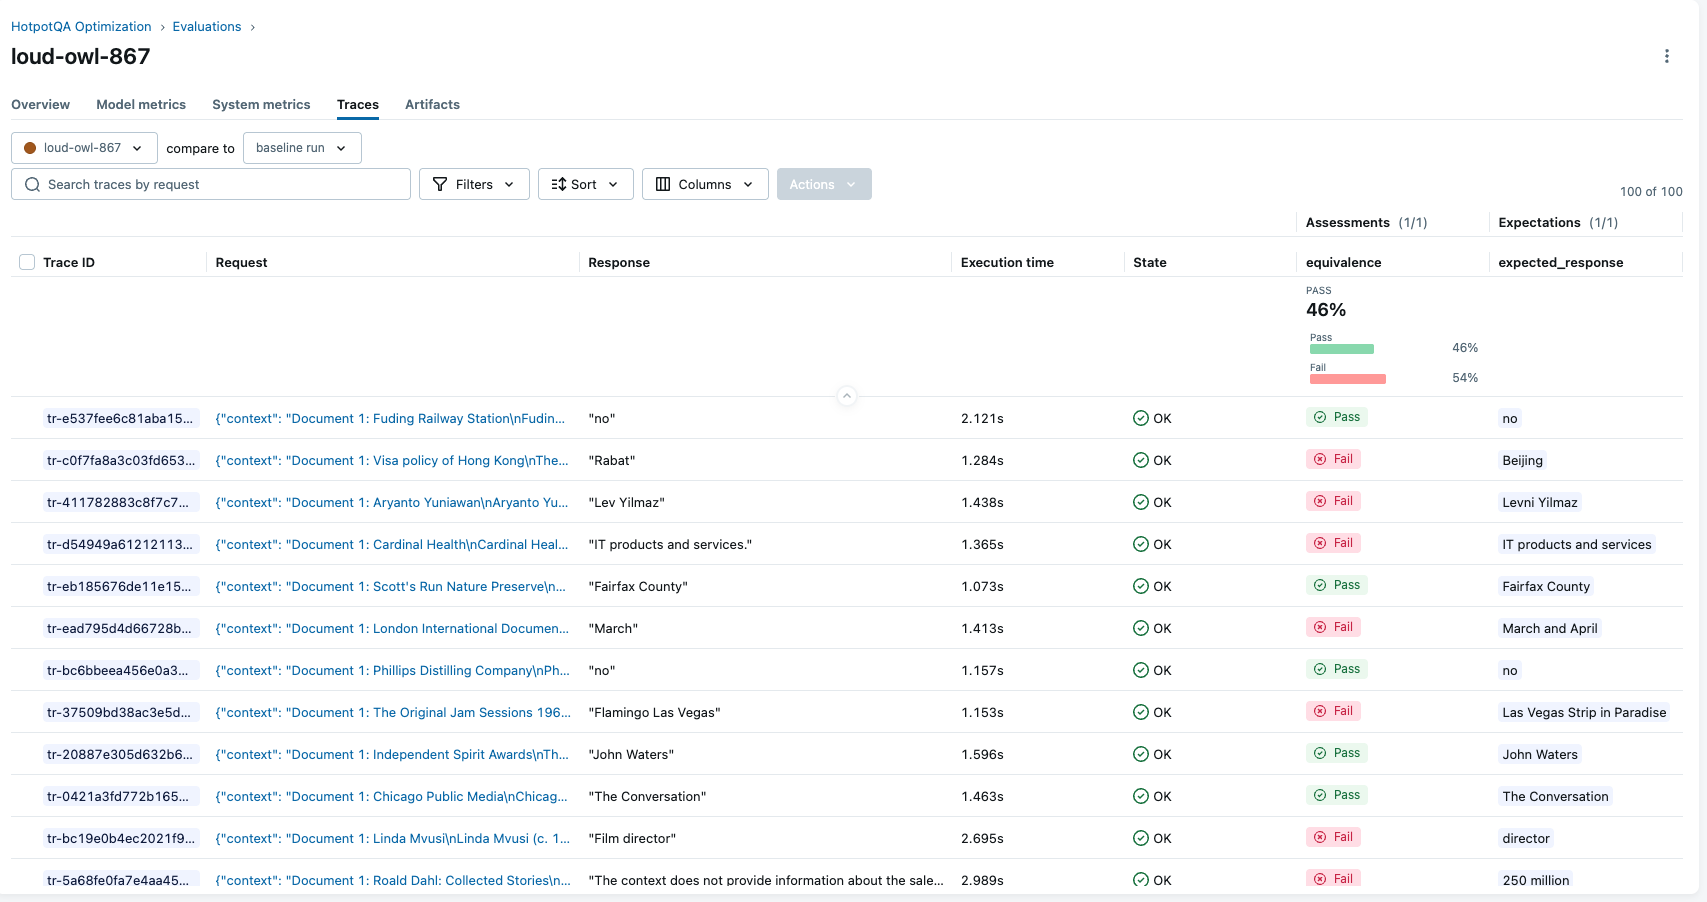 HotpotQA Optimization › Evaluations ›
loud-owl-867
Overview Model metrics System metrics Traces Artifacts
loud-owl-867 compare to baseline run
Search traces by request Filters Sort Columns Actions
100 of 100
Assessments (1/1) Expectations (1/1)
Trace ID Request Response Execution time State equivalence expected_response
PASS
46%
Pass
46%
Fail
54%
tr-e537fee6c81aba15... {"context": "Document 1: Fuding Railway Station\nFudin... "no" 2.121s OK Pass no
tr-c0f7fa8a3c03fd653... {"context": "Document 1: Visa policy of Hong Kong\nThe... "Rabat" 1.284s OK Fail Beijing
tr-411782883c8f7c7... {"context": "Document 1: Aryanto Yuniawan\nAryanto Yu... "Lev Yilmaz" 1.438s OK Fail Levni Yilmaz
tr-d54949a61212113... {"context": "Document 1: Cardinal Health\nCardinal Heal... "IT products and services." 1.365s OK Fail IT products and services
tr-eb185676de11e15... {"context": "Document 1: Scott's Run Nature Preserve\n... "Fairfax County" 1.073s OK Pass Fairfax County
tr-ead795d4d66728b... {"context": "Document 1: London International Documen... "March" 1.413s OK Fail March and April
tr-bc6bbeea456e0a3... {"context": "Document 1: Phillips Distilling Company\nPh... "no" 1.157s OK Pass no
tr-37509bd38ac3e5d... {"context": "Document 1: The Original Jam Sessions 196... "Flamingo Las Vegas" 1.153s OK Fail Las Vegas Strip in Paradise
tr-20887e305d632b6... {"context": "Document 1: Independent Spirit Awards\nTh... "John Waters" 1.596s OK Pass John Waters
tr-0421a3fd772b165... {"context": "Document 1: Chicago Public Media\nChicag... "The Conversation" 1.463s OK Pass The Conversation
tr-bc19e0b4ec2021f9... {"context": "Document 1: Linda Mvusi\nLinda Mvusi (c. 1... "Film director" 2.695s OK Fail director
tr-5a68fe0fa7e4aa45... {"context": "Document 1: Roald Dahl: Collected Stories\n... "The context does not provide information about the sale... 2.989s OK Fail 250 million